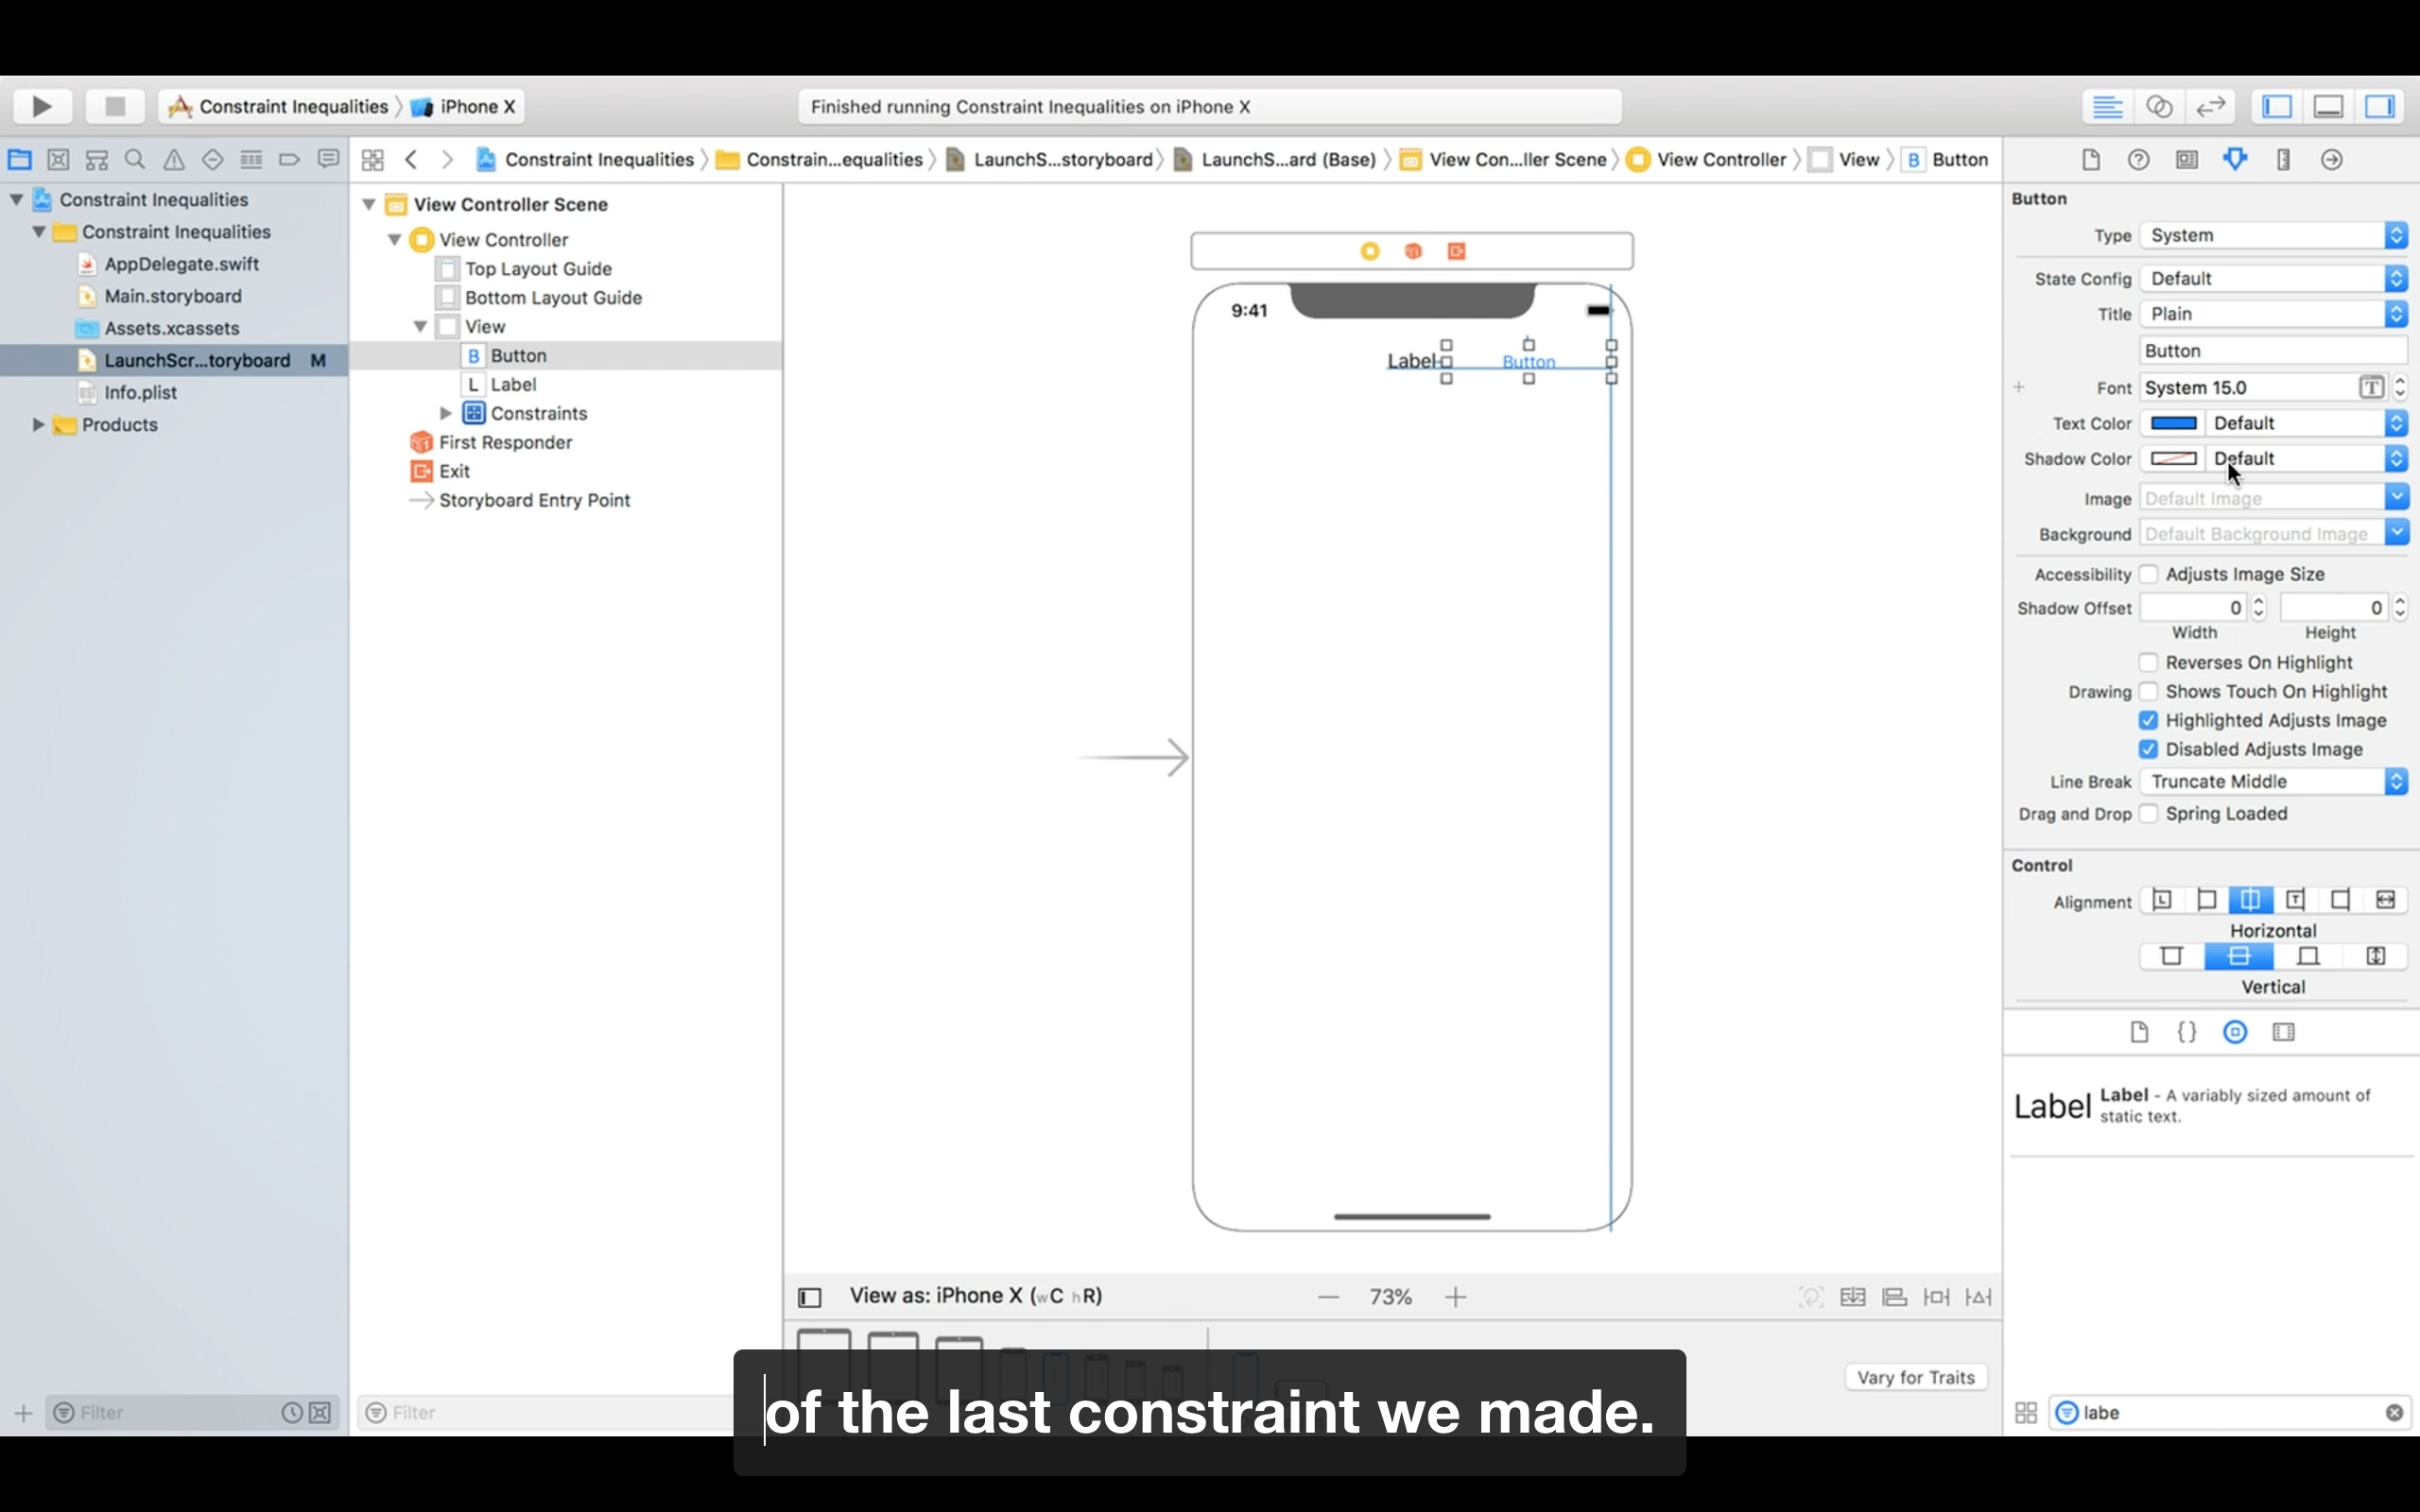 Constraint Inequalities 〉 iPhone X
Finished running Constraint Inequalities on iPhone X
Constraint Inequalities 〉 Constrain...equalities 〉 LaunchS...storyboard 〉 LaunchS...ard (Base) 〉 View Con...ller Scene 〉 View Controller 〉 View 〉 B Button
Constraint Inequalities
Constraint Inequalities
AppDelegate.swift
Main.storyboard
Assets.xcassets
LaunchScr...toryboard M
Info.plist
Products
Filter
View Controller Scene
View Controller
Top Layout Guide
Bottom Layout Guide
View
B Button
L Label
Constraints
First Responder
Exit
Storyboard Entry Point
Filter
9:41
Label
Button
View as: iPhone X (wC hR)
73%
Vary for Traits
Button
Type System
State Config Default
Title Plain
Button
Font System 15.0 T
Text Color Default
Shadow Color Default
Image Default Image
Background Default Background Image
Accessibility Adjusts Image Size
Shadow Offset 0 0
Width Height
Reverses On Highlight
Drawing Shows Touch On Highlight
Highlighted Adjusts Image
Disabled Adjusts Image
Line Break Truncate Middle
Drag and Drop Spring Loaded
Control
Alignment
Horizontal
Vertical
Label Label - A variably sized amount of
static text.
labe
of the last constraint we made.